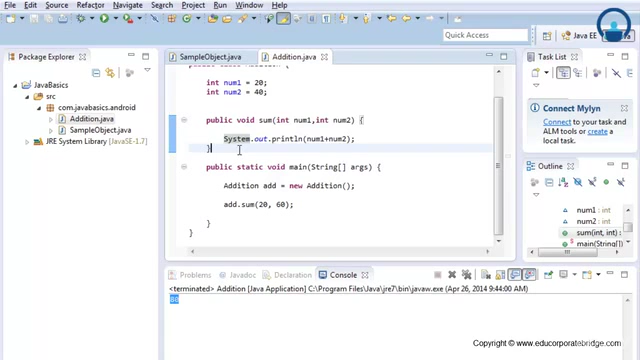 File Edit Source Refactor Navigate Search Project Run Window Help
Quick Access
Java EE
Package Explorer
JavaBasics
src
com.javabasics.android
Addition.java
SampleObject.java
JRE System Library [JavaSE-1.7]
SampleObject.java
Addition.java
int num1 = 20;
int num2 = 40;
public void sum(int num1,int num2) {
System.out.println(num1+num2);
}
public static void main(String[] args) {
Addition add = new Addition();
add.sum(20, 60);
}
}
Task List
Connect Mylyn
Connect to your task
tools or create a
local task.
Outline
num1 : int
num2 : int
sum(int, int) :
main(String[]
Problems
Javadoc
Declaration
Console
<terminated> Addition [Java Application] C:\Program Files\Java\jre7\bin\javaw.exe (Apr 26, 2014 9:44:00 AM)
80
Copyright © www.educorporatebridge.com